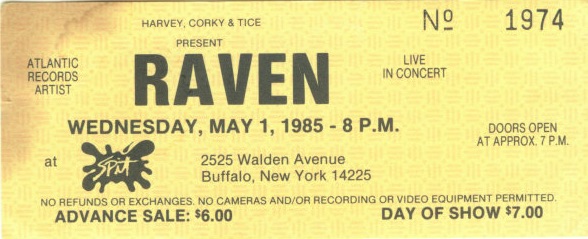 HARVEY, CORKY & TICE
PRESENT
Nº 1974
ATLANTIC
RECORDS
ARTIST
RAVEN
LIVE
IN CONCERT
WEDNESDAY, MAY 1, 1985 - 8 P.M.
DOORS OPEN
AT APPROX. 7 P.M.
at
Spit
2525 Walden Avenue
Buffalo, New York 14225
NO REFUNDS OR EXCHANGES. NO CAMERAS AND/OR RECORDING OR VIDEO EQUIPMENT PERMITTED.
ADVANCE SALE: $6.00
DAY OF SHOW $7.00